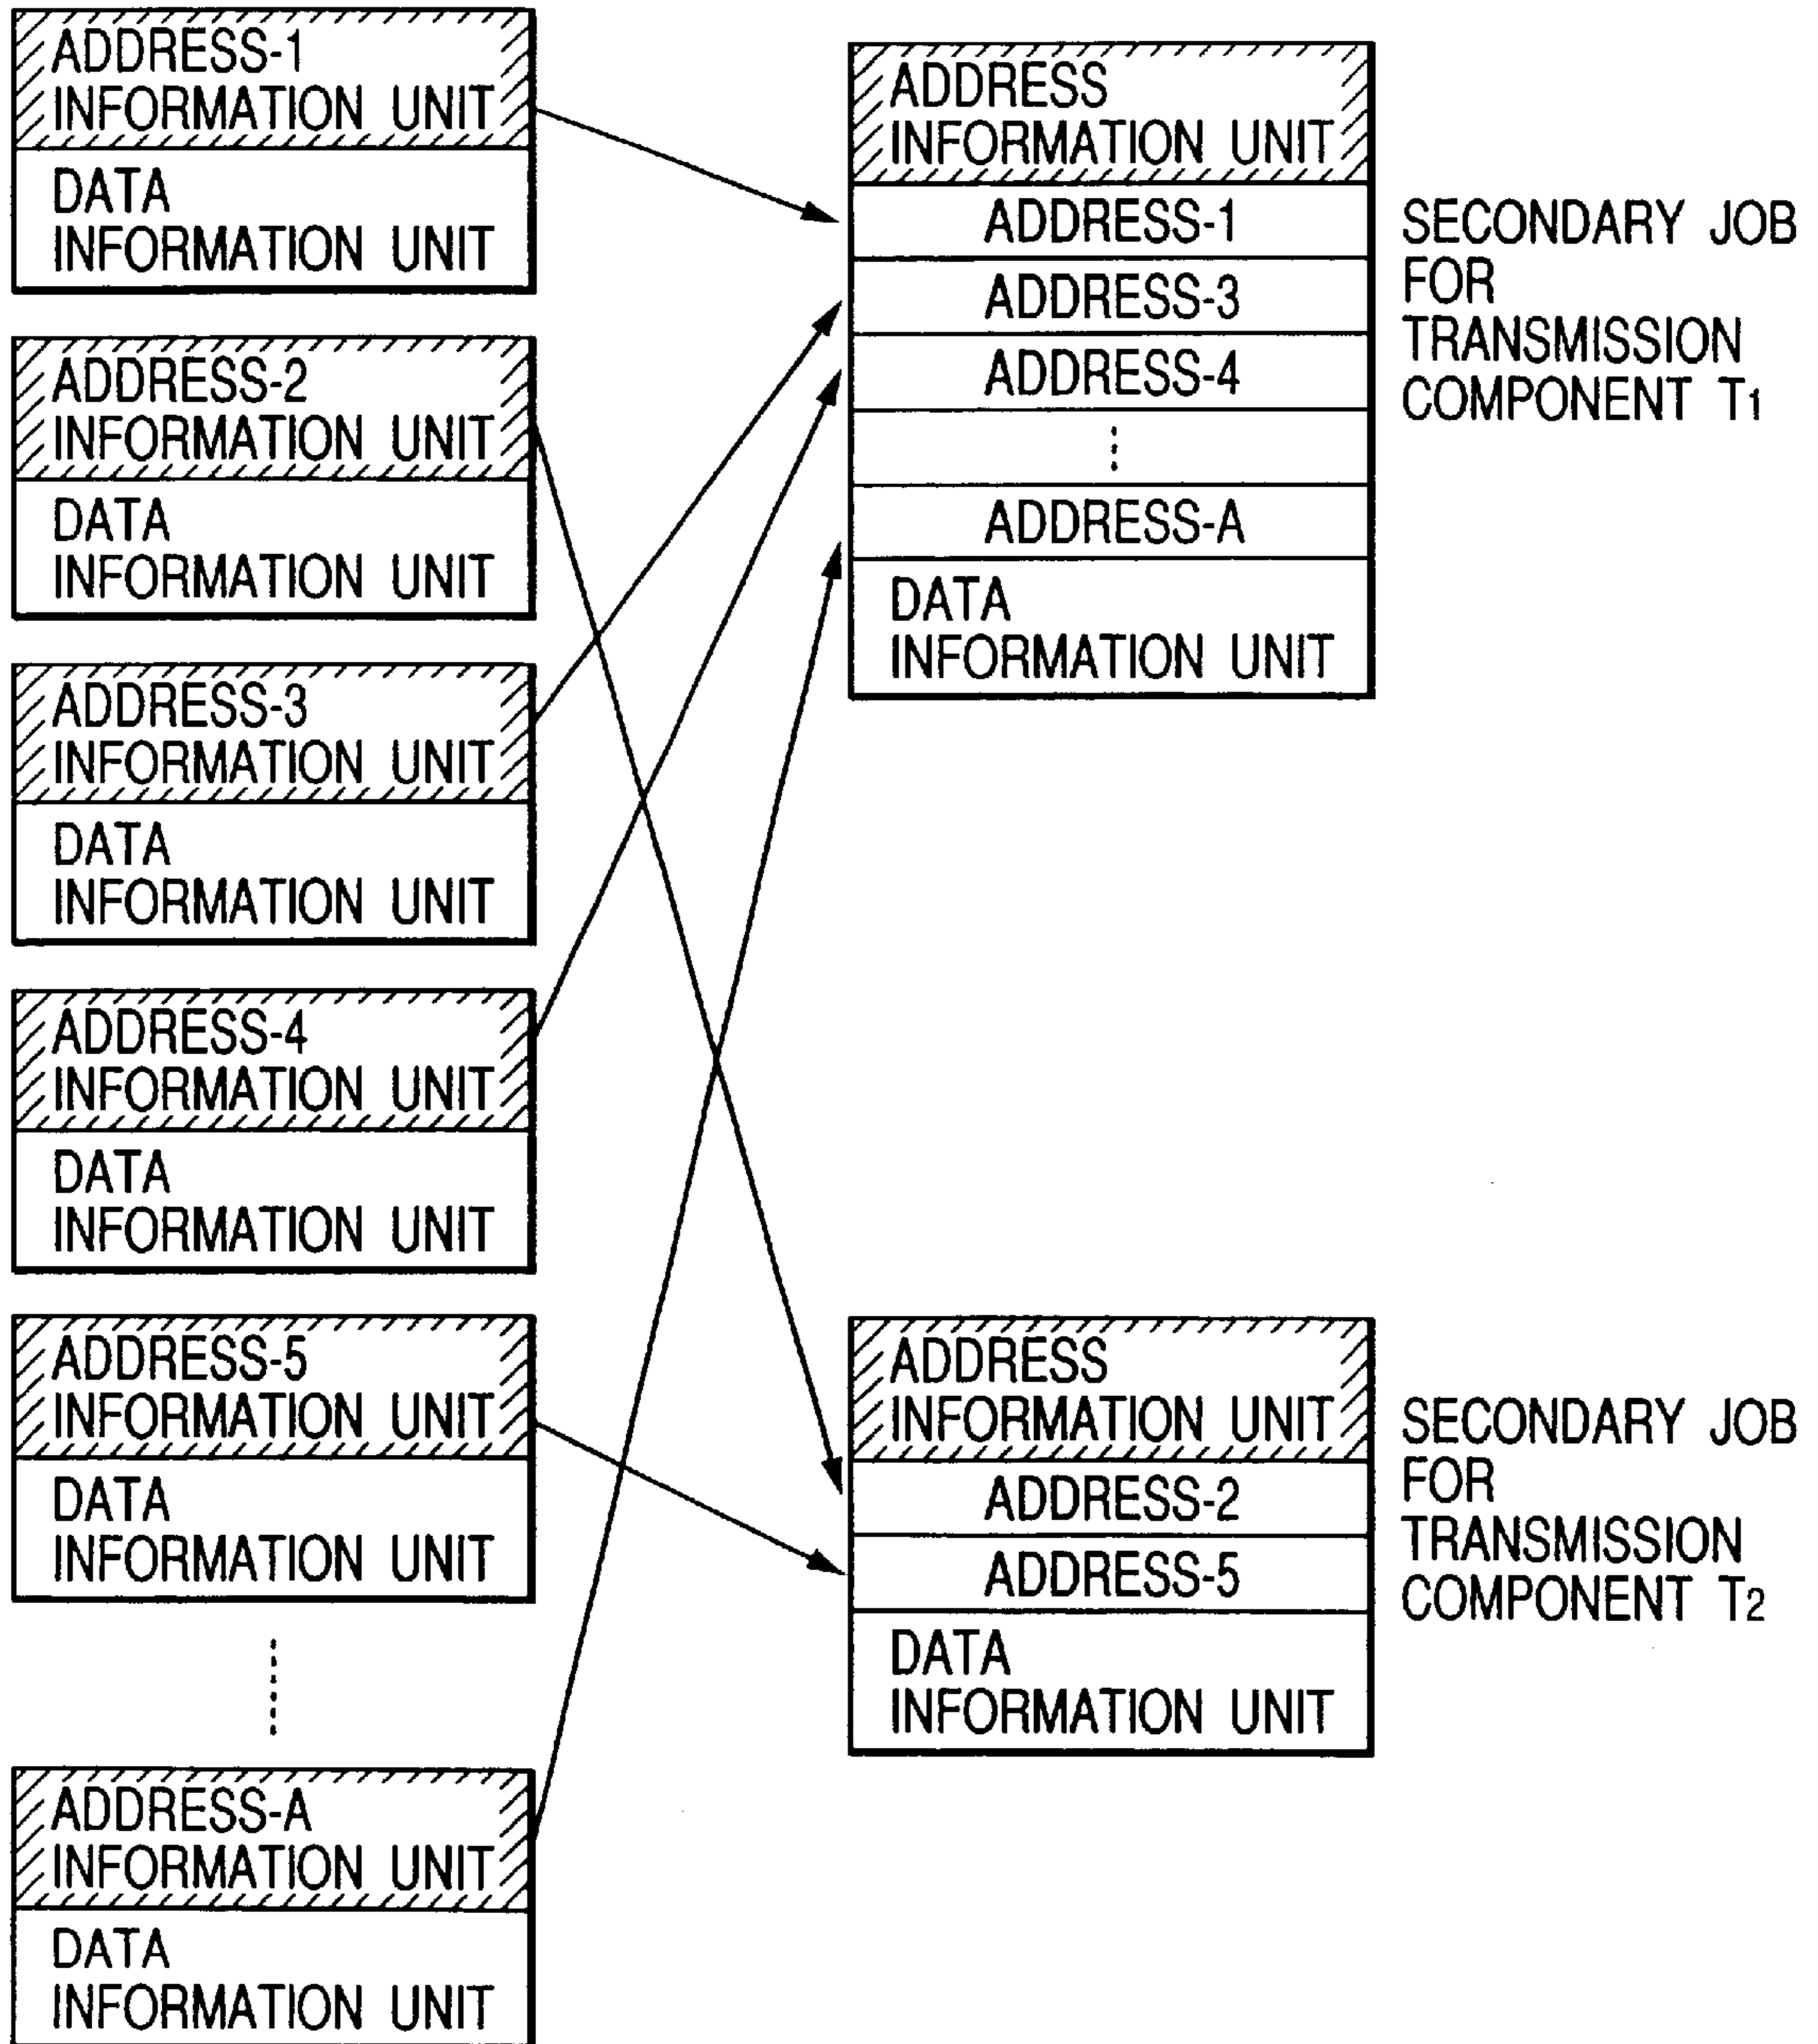 ADDRESS-1
INFORMATION UNIT
DATA
INFORMATION UNIT
ADDRESS-2
INFORMATION UNIT
DATA
INFORMATION UNIT
ADDRESS-3
INFORMATION UNIT
DATA
INFORMATION UNIT
ADDRESS-4
INFORMATION UNIT
DATA
INFORMATION UNIT
ADDRESS-5
INFORMATION UNIT
DATA
INFORMATION UNIT
ADDRESS-A
INFORMATION UNIT
DATA
INFORMATION UNIT
ADDRESS
INFORMATION UNIT
ADDRESS-1
ADDRESS-3
ADDRESS-4
ADDRESS-A
DATA
INFORMATION UNIT
SECONDARY JOB
FOR
TRANSMISSION
COMPONENT T1
ADDRESS
INFORMATION UNIT
ADDRESS-2
ADDRESS-5
DATA
INFORMATION UNIT
SECONDARY JOB
FOR
TRANSMISSION
COMPONENT T2